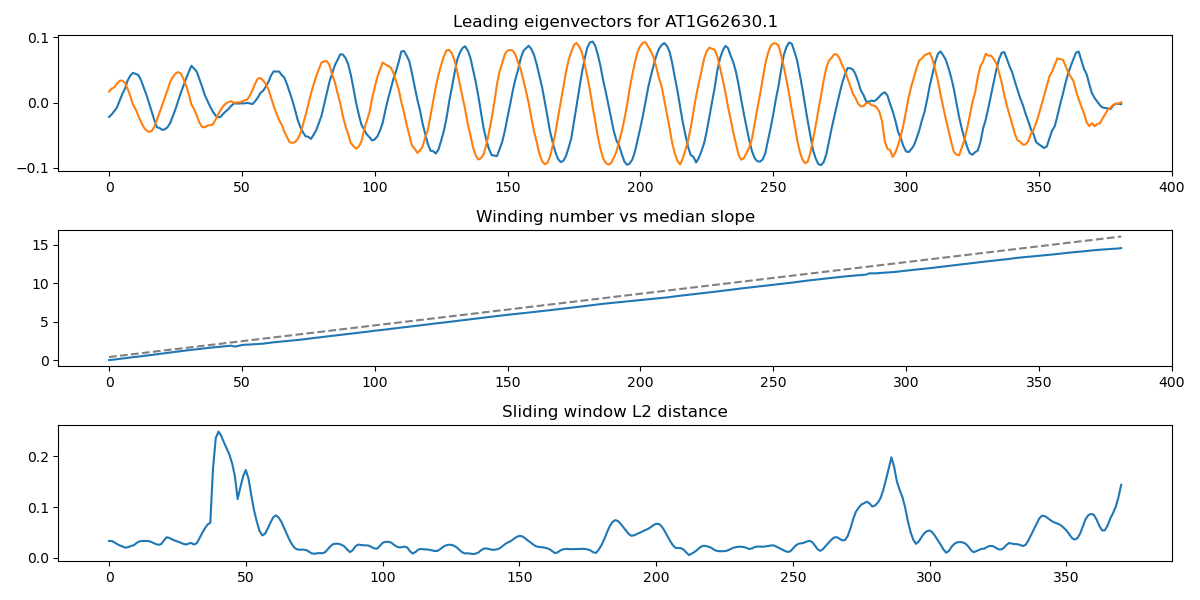 Leading eigenvectors for AT1G62630.1
0.1
0.0
−0.1
0 50 100 150 200 250 300 350 400
Winding number vs median slope
15
10
5
0
0 50 100 150 200 250 300 350 400
Sliding window L2 distance
0.2
0.1
0.0
0 50 100 150 200 250 300 350